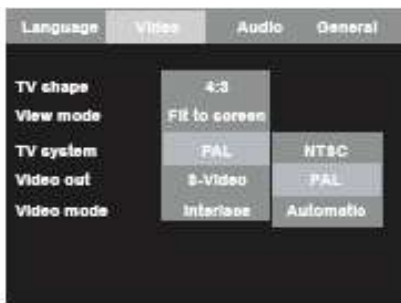 Language Video Audio General
TV shape 4:3
View mode Fit to screen
TV system PAL NTSC
Video out S-Video PAL
Video mode Interlace Automatic